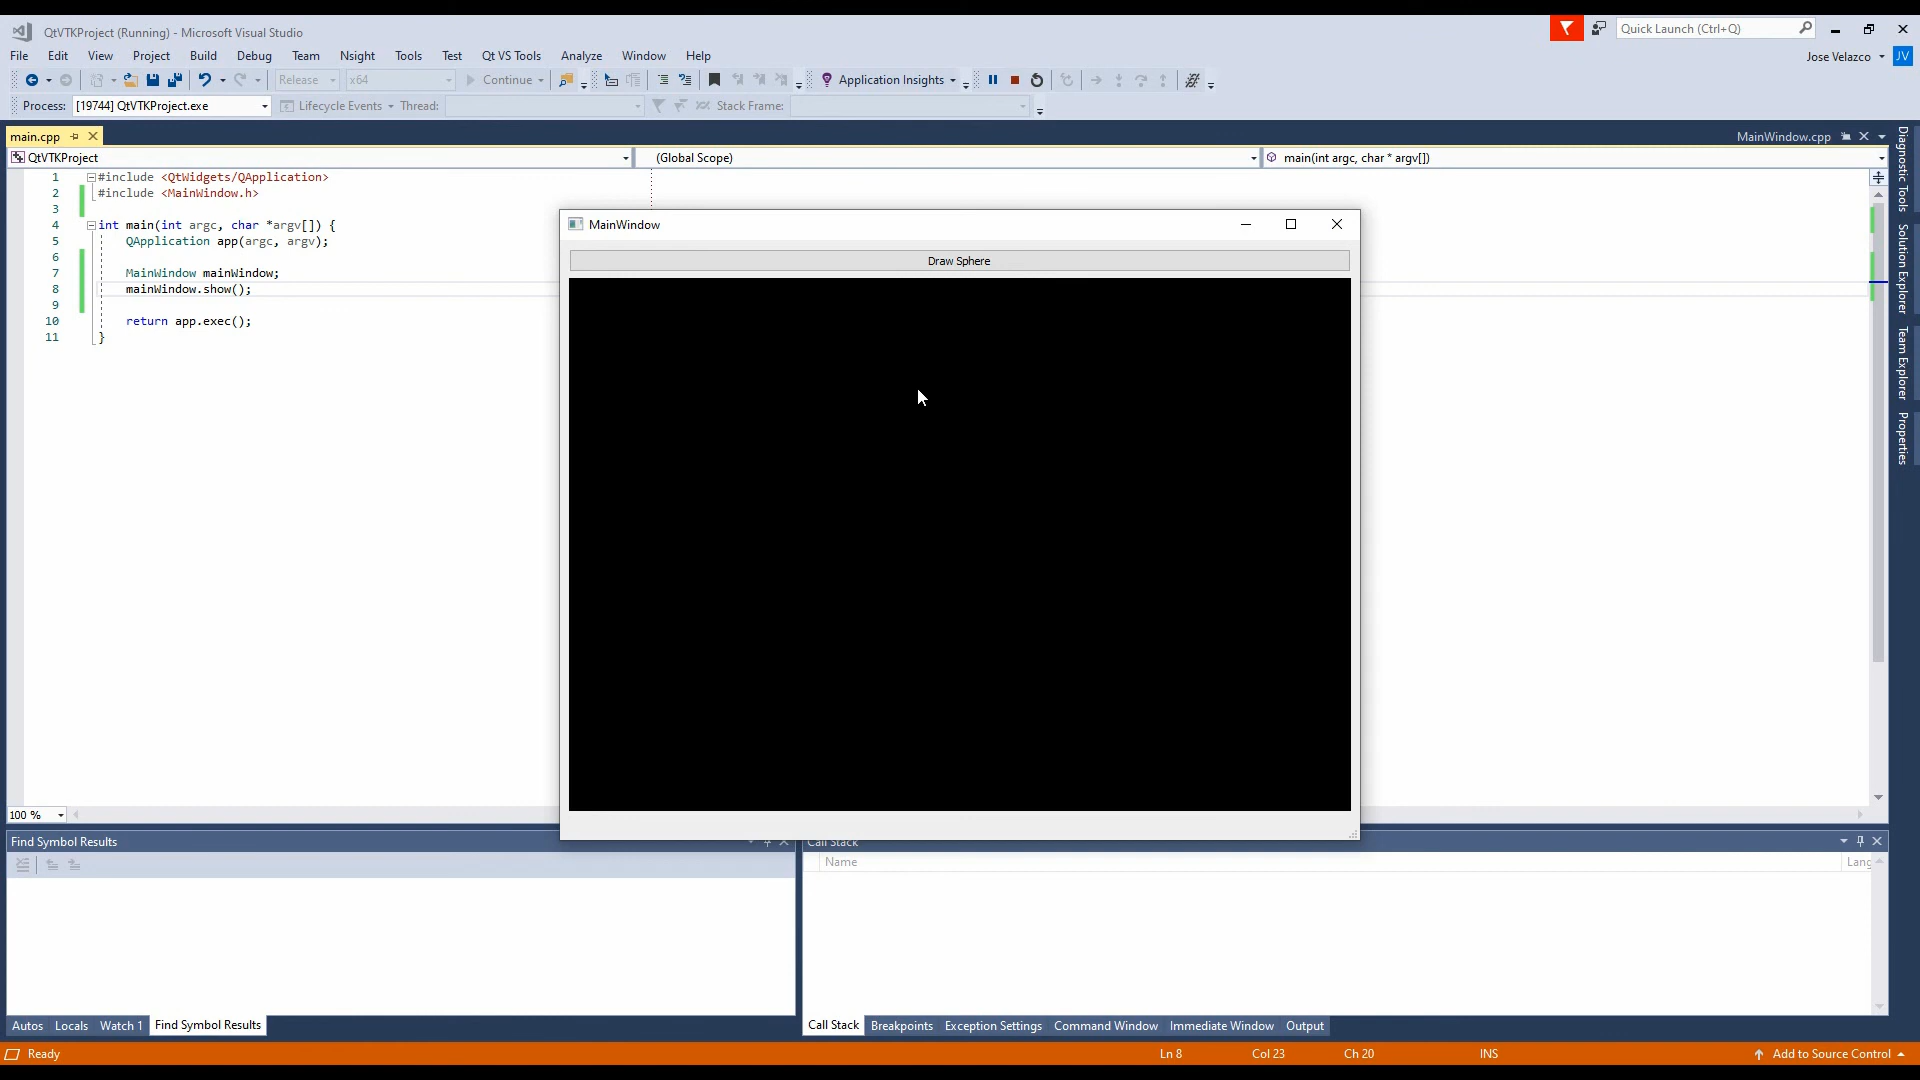 QtVTKProject (Running) - Microsoft Visual Studio
Quick Launch (Ctrl+Q)
File Edit View Project Build Debug Team Nsight Tools Test Qt VS Tools Analyze Window Help
Jose Velazco JV
Release x64 Continue Application Insights
Process: [19744] QtVTKProject.exe Lifecycle Events Thread: Stack Frame:
main.cpp
MainWindow.cpp
QtVTKProject (Global Scope) main(int argc, char * argv[])
1 #include <QtWidgets/QApplication>
2 #include <MainWindow.h>
3
4 int main(int argc, char *argv[]) {
5 QApplication app(argc, argv);
6
7 MainWindow mainWindow;
8 mainWindow.show();
9
10 return app.exec();
11 }
MainWindow
Draw Sphere
Diagnostic Tools
Solution Explorer
Team Explorer
Properties
100 %
Find Symbol Results
Call Stack
Name Lang
Autos Locals Watch 1 Find Symbol Results
Call Stack Breakpoints Exception Settings Command Window Immediate Window Output
Ready Ln 8 Col 23 Ch 20 INS Add to Source Control